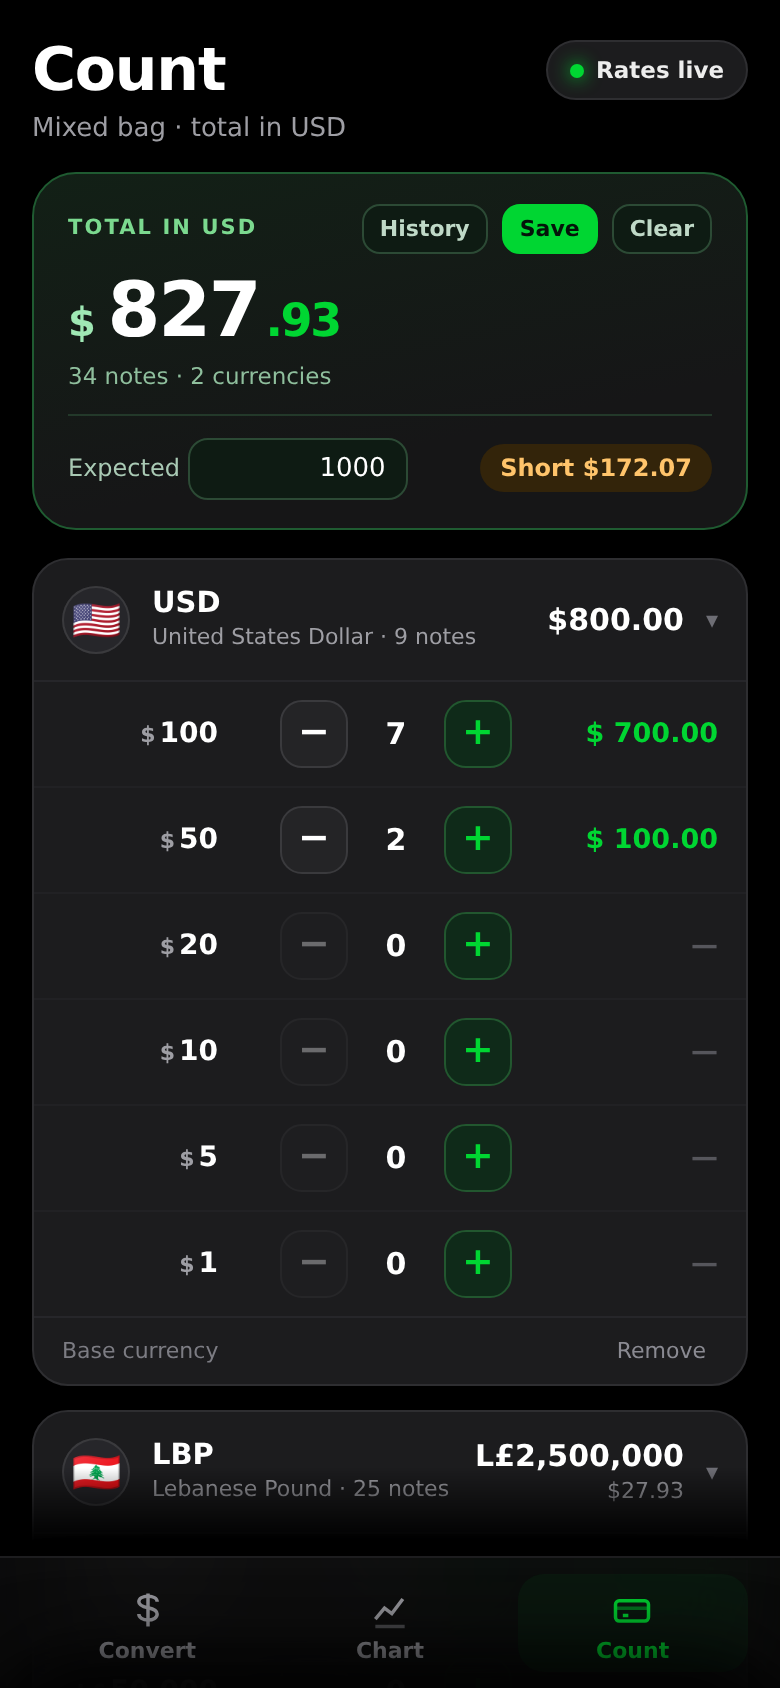 Count
Rates live
Mixed bag · total in USD
TOTAL IN USD
History
Save
Clear
$ 827.93
34 notes · 2 currencies
Expected 1000 Short $172.07
USD
United States Dollar · 9 notes
$800.00 ▾
$100 − 7 + $ 700.00
$50 − 2 + $ 100.00
$20 − 0 + —
$10 − 0 + —
$5 − 0 + —
$1 − 0 + —
Base currency Remove
LBP
Lebanese Pound · 25 notes
L£2,500,000 ▾
$27.93
Convert Chart Count